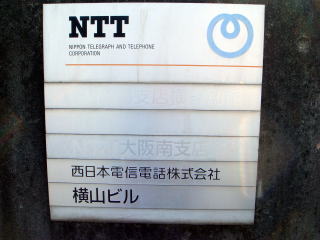 NTT
NIPPON TELEGRAPH AND TELEPHONE
CORPORATION
大阪南支店
西日本電信電話株式会社
横山ビル